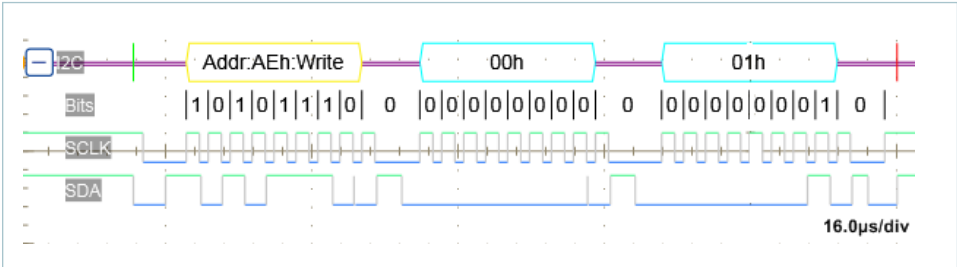 I2C Addr:AEh:Write 00h 01h
Bits 1 0 1 0 1 1 1 0 0 0 0 0 0 0 0 0 0 0 0 0 0 0 0 0 0 1 0
SCLK
SDA
16.0µs/div